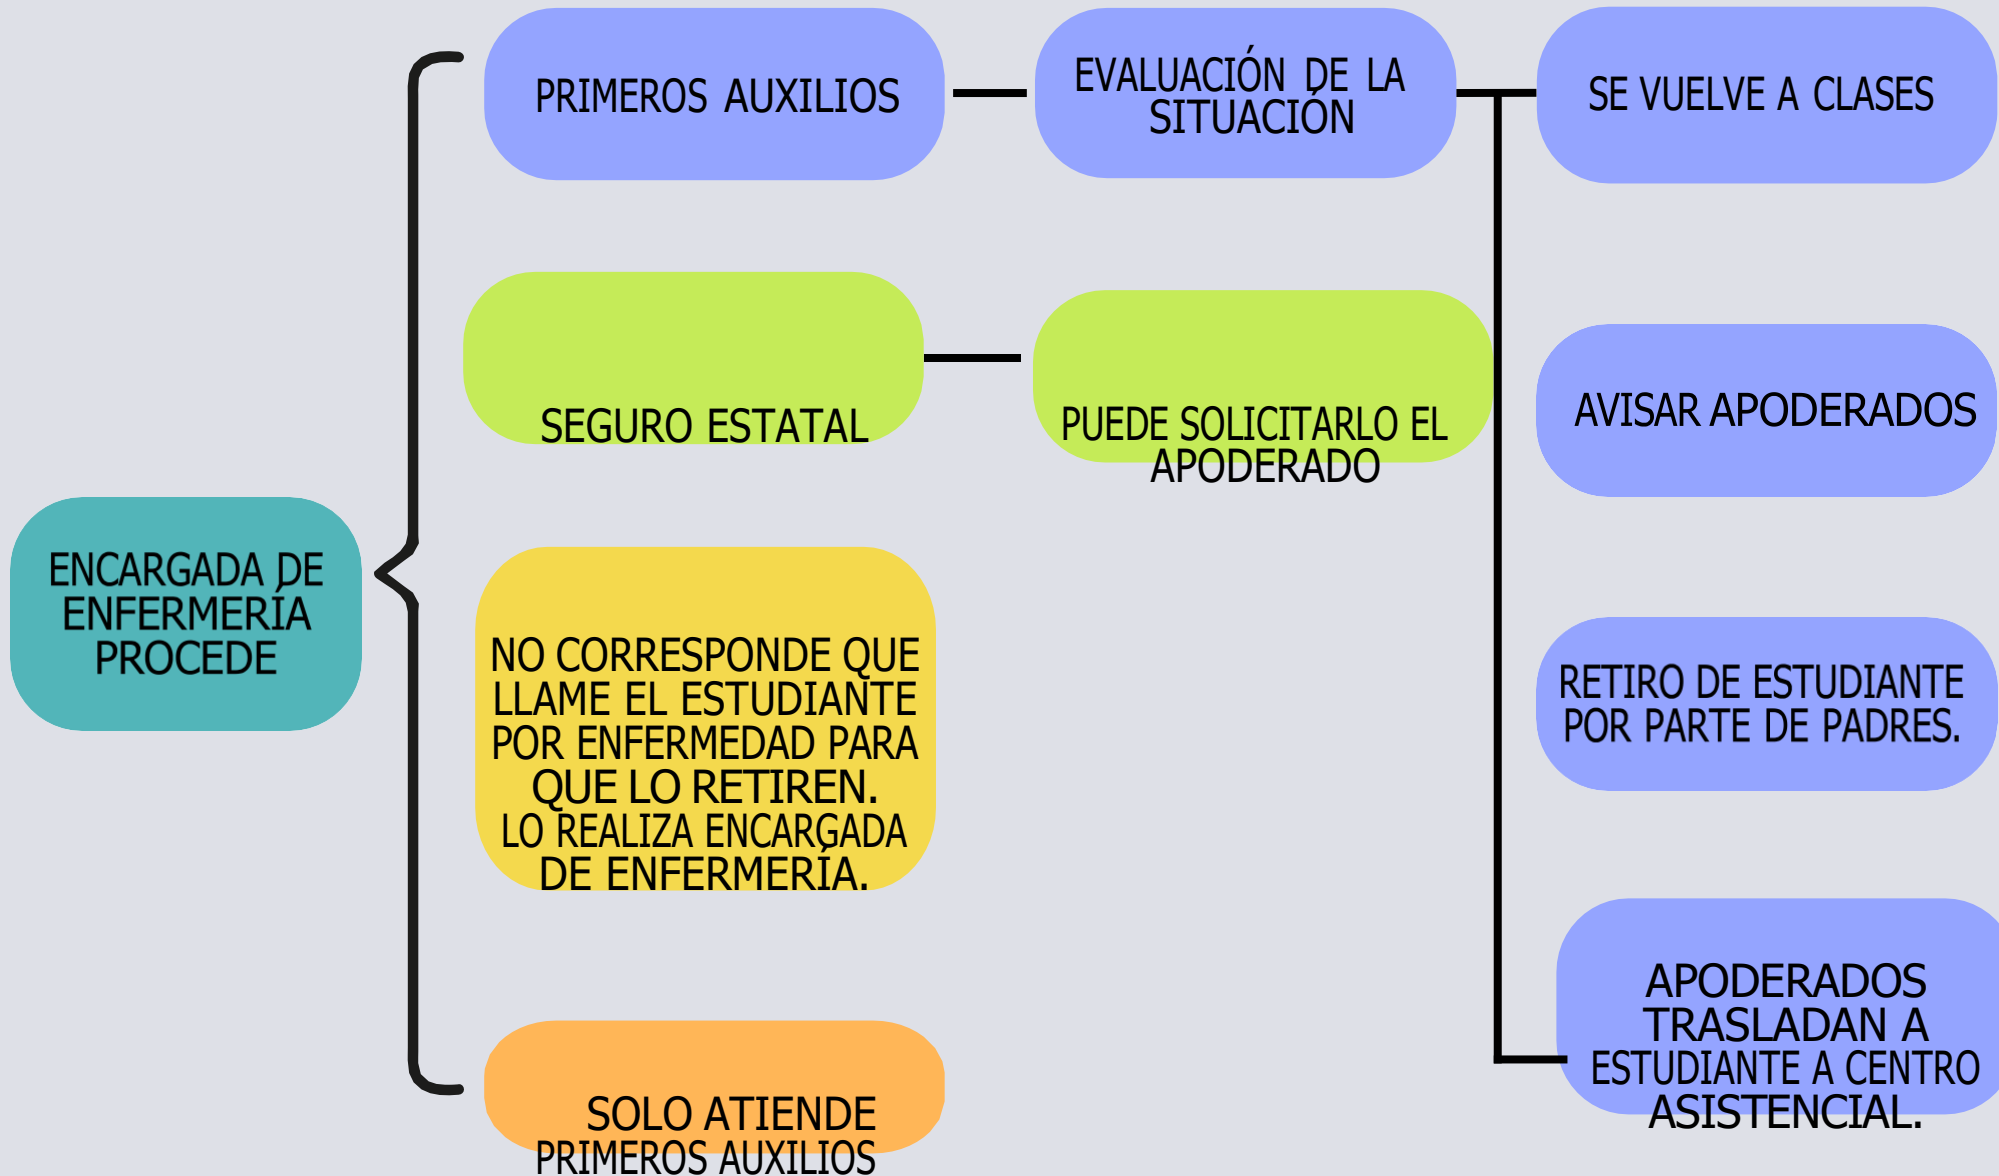 PRIMEROS AUXILIOS
EVALUACIÓN DE LA
SITUACIÓN
SE VUELVE A CLASES
SEGURO ESTATAL
PUEDE SOLICITARLO EL
APODERADO
AVISAR APODERADOS
ENCARGADA DE
ENFERMERÍA
PROCEDE
NO CORRESPONDE QUE
LLAME EL ESTUDIANTE
POR ENFERMEDAD PARA
QUE LO RETIREN.
LO REALIZA ENCARGADA
DE ENFERMERÍA.
RETIRO DE ESTUDIANTE
POR PARTE DE PADRES.
SOLO ATIENDE
PRIMEROS AUXILIOS
APODERADOS
TRASLADAN A
ESTUDIANTE A CENTRO
ASISTENCIAL.